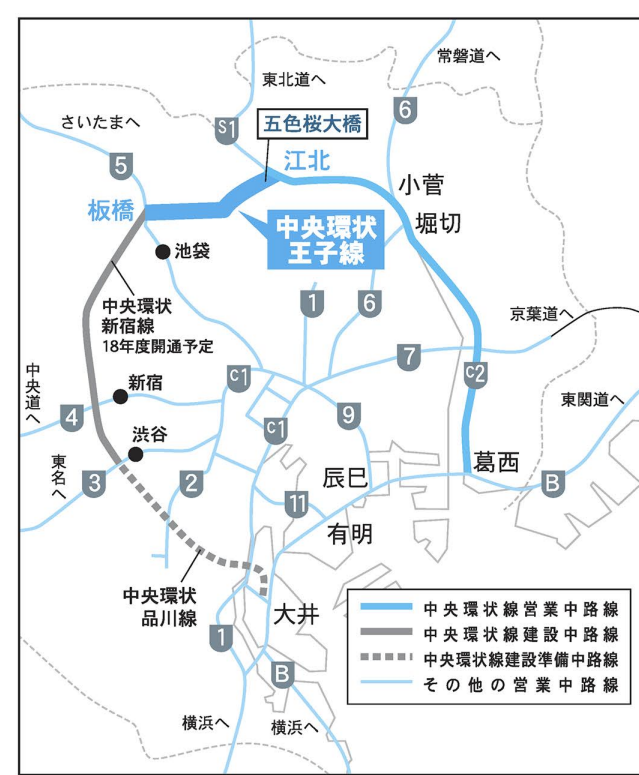 常磐道へ
東北道へ
6
さいたまへ
S1
五色桜大橋
5
江北
小菅
板橋
堀切
中央環状
王子線
池袋
中央環状
新宿線
18年度開通予定
1
6
京葉道へ
7
中央道へ
新宿
C1
C2
東関道へ
4
9
C1
渋谷
東名へ
3
2
辰巳
葛西
B
11
有明
中央環状
品川線
大井
1
B
横浜へ
横浜へ
中央環状線営業中路線
中央環状線建設中路線
中央環状線建設準備中路線
その他の営業中路線